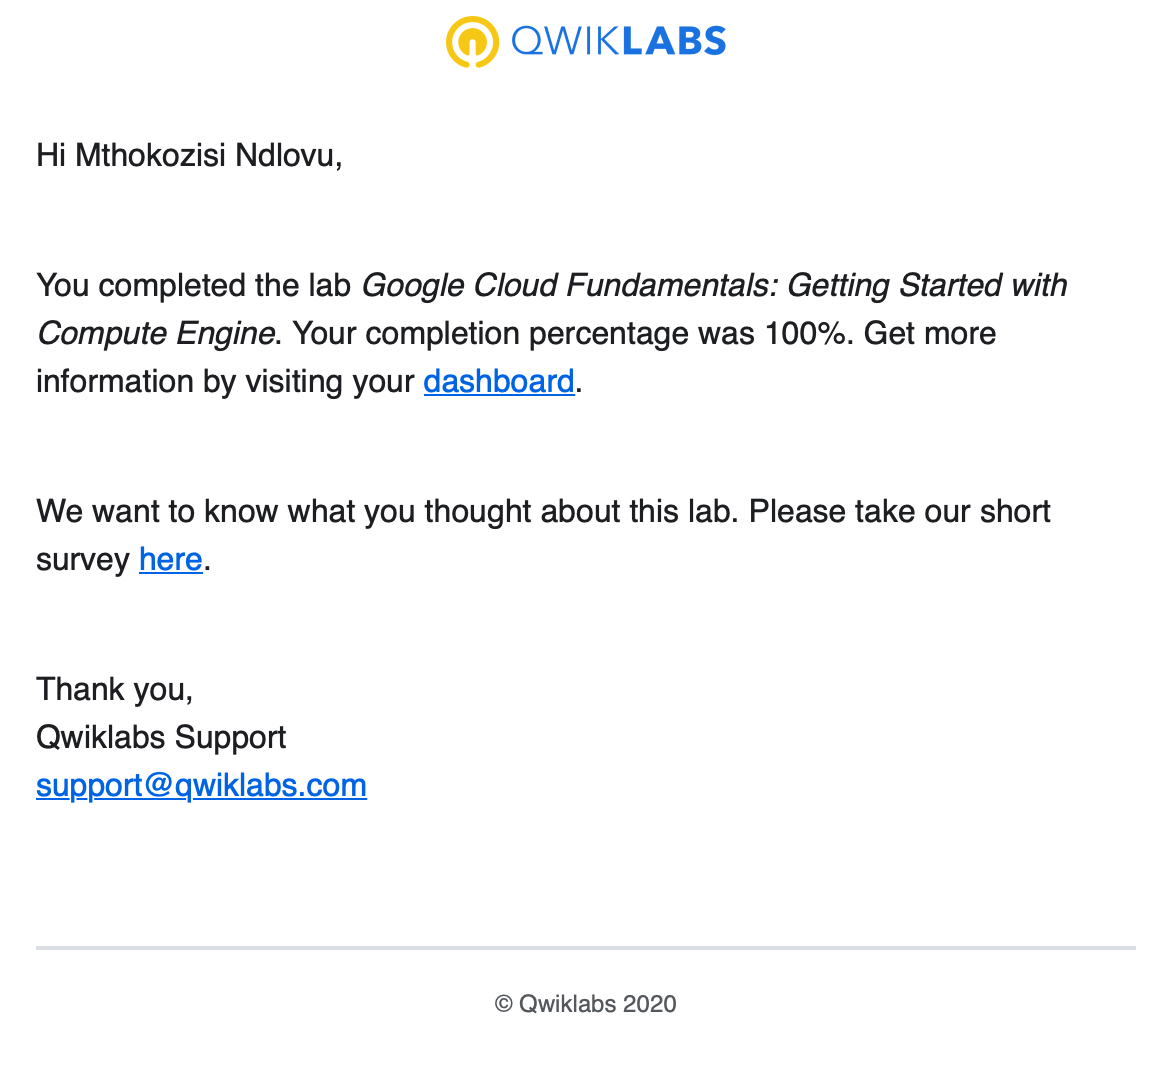 QWIKLABS
Hi Mthokozisi Ndlovu,
You completed the lab Google Cloud Fundamentals: Getting Started with
Compute Engine. Your completion percentage was 100%. Get more
information by visiting your dashboard.
We want to know what you thought about this lab. Please take our short
survey here.
Thank you,
Qwiklabs Support
support@qwiklabs.com
© Qwiklabs 2020